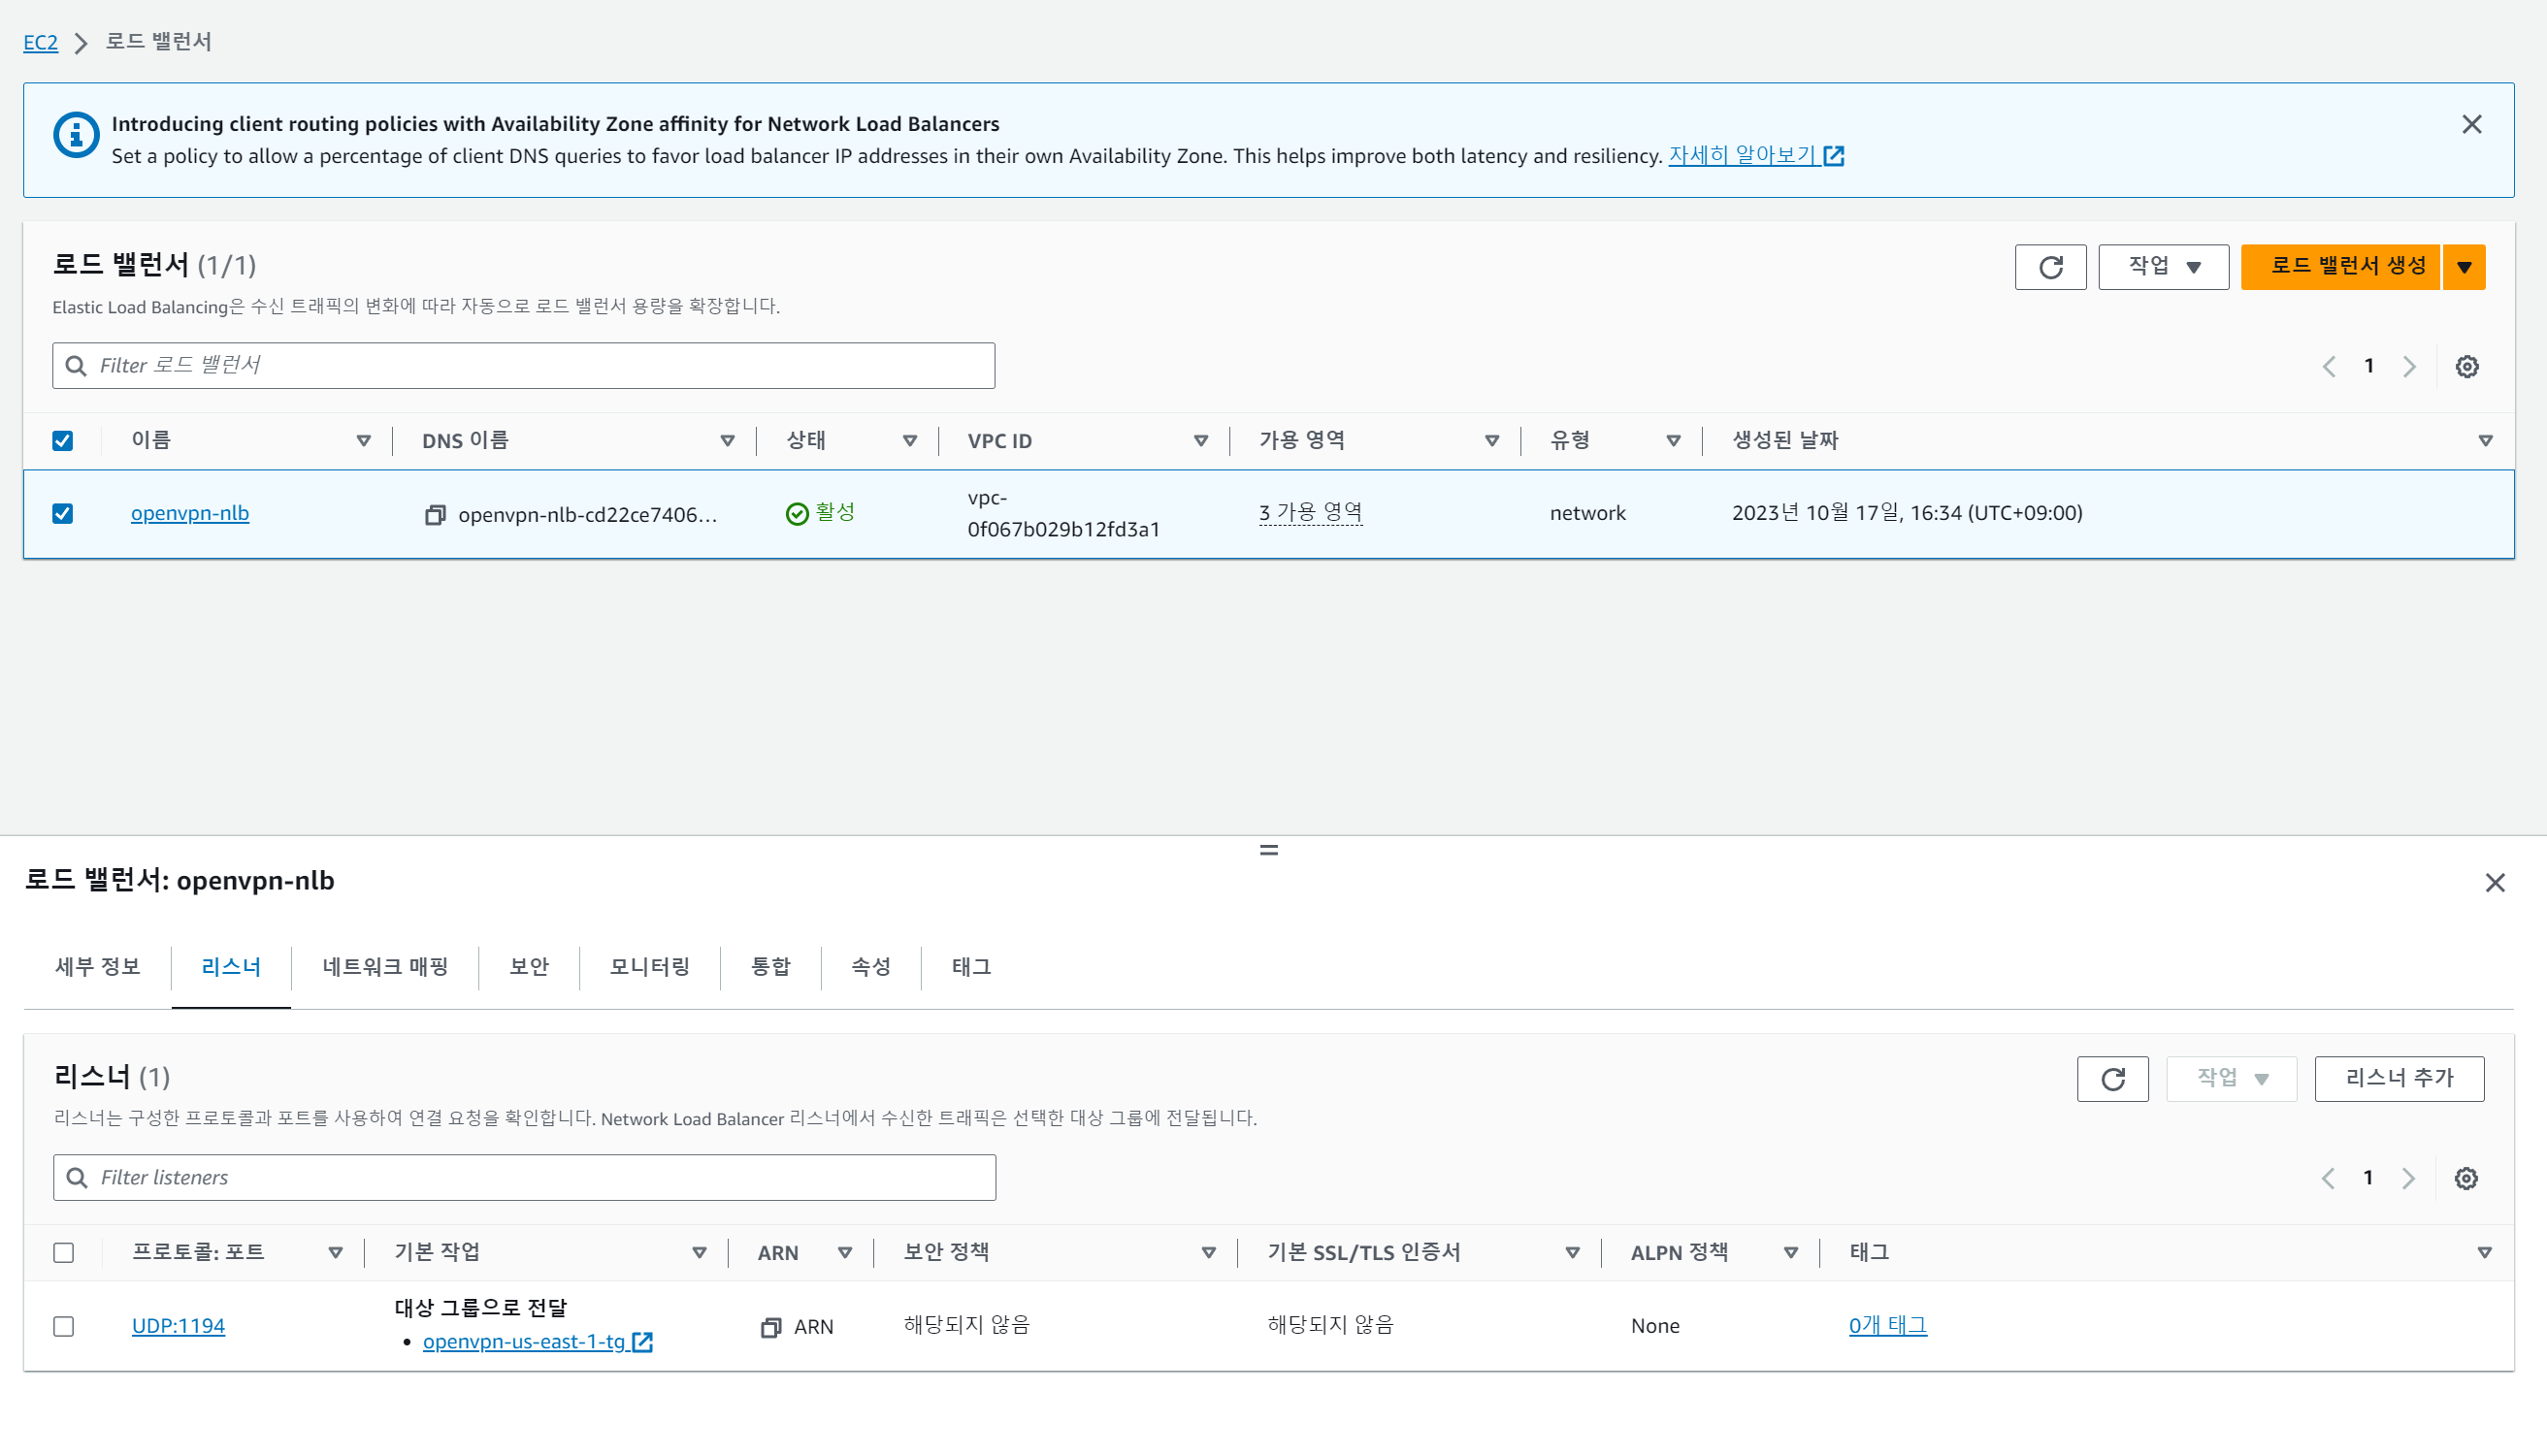 EC2 > 로드 밸런서
Introducing client routing policies with Availability Zone affinity for Network Load Balancers
Set a policy to allow a percentage of client DNS queries to favor load balancer IP addresses in their own Availability Zone. This helps improve both latency and resiliency. 자세히 알아보기
로드 밸런서 (1/1)
작업
로드 밸런서 생성
Elastic Load Balancing은 수신 트래픽의 변화에 따라 자동으로 로드 밸런서 용량을 확장합니다.
Filter 로드 밸런서
1
이름 DNS 이름 상태 VPC ID 가용 영역 유형 생성된 날짜
openvpn-nlb openvpn-nlb-cd22ce7406... 활성 vpc-0f067b029b12fd3a1 3 가용 영역 network 2023년 10월 17일, 16:34 (UTC+09:00)
로드 밸런서: openvpn-nlb
세부 정보 리스너 네트워크 매핑 보안 모니터링 통합 속성 태그
리스너 (1)
작업
리스너 추가
리스너는 구성한 프로토콜과 포트를 사용하여 연결 요청을 확인합니다. Network Load Balancer 리스너에서 수신한 트래픽은 선택한 대상 그룹에 전달됩니다.
Filter listeners
1
프로토콜: 포트 기본 작업 ARN 보안 정책 기본 SSL/TLS 인증서 ALPN 정책 태그
UDP:1194 대상 그룹으로 전달 • openvpn-us-east-1-tg ARN 해당되지 않음 해당되지 않음 None 0개 태그